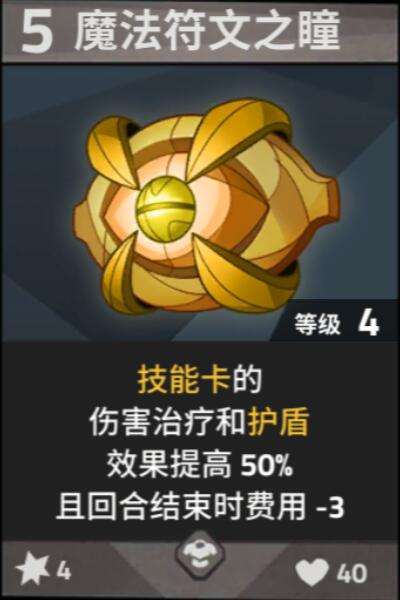 5 魔法符文之瞳
等级 4
技能卡的
伤害治疗和护盾
效果提高 50%
且回合结束时费用 -3
4 40